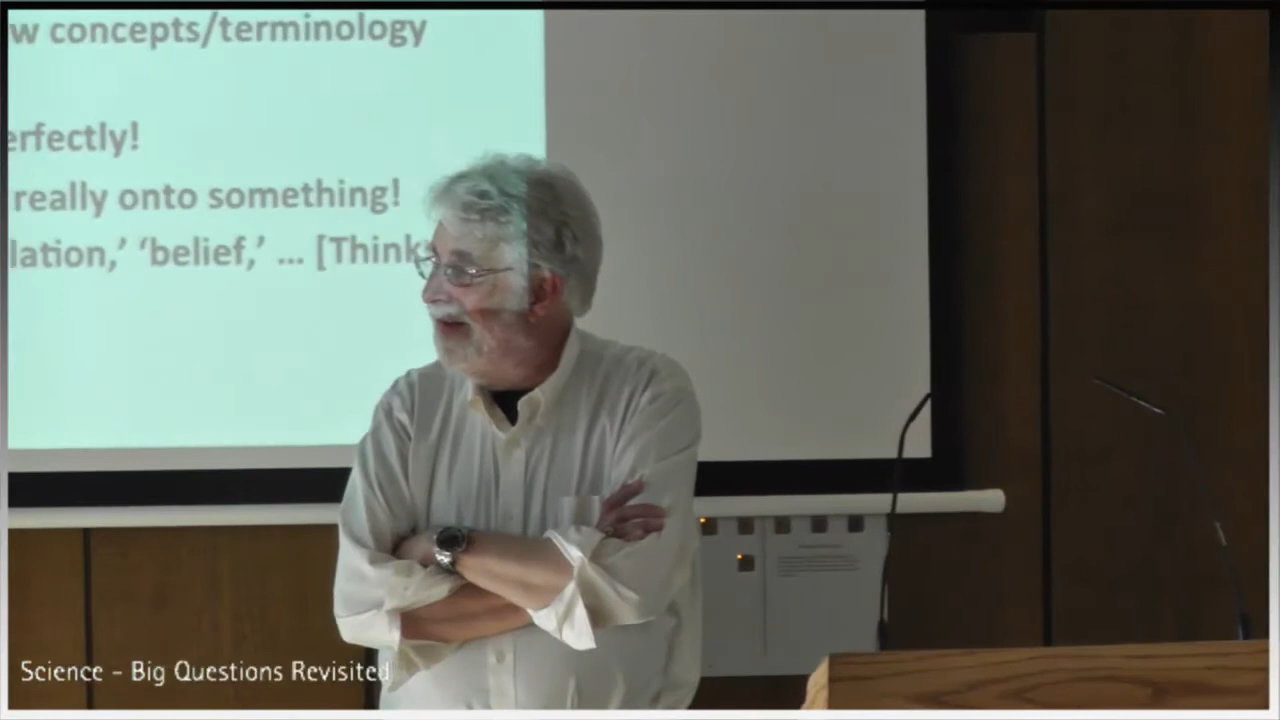 w concepts/terminology
erfectly!
really onto something!
lation,’ ‘belief,’ ... [Think
Science - Big Questions Revisited